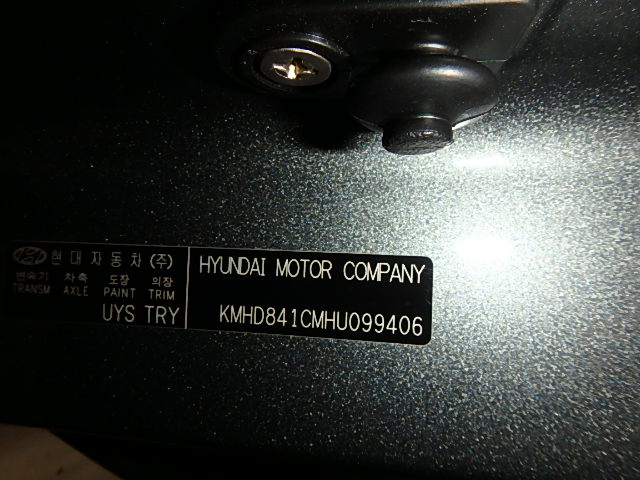 현대자동차(주)
변속기 차축 도장 의장
TRANSM AXLE PAINT TRIM
UYS TRY
HYUNDAI MOTOR COMPANY
KMHD841CMHU099406